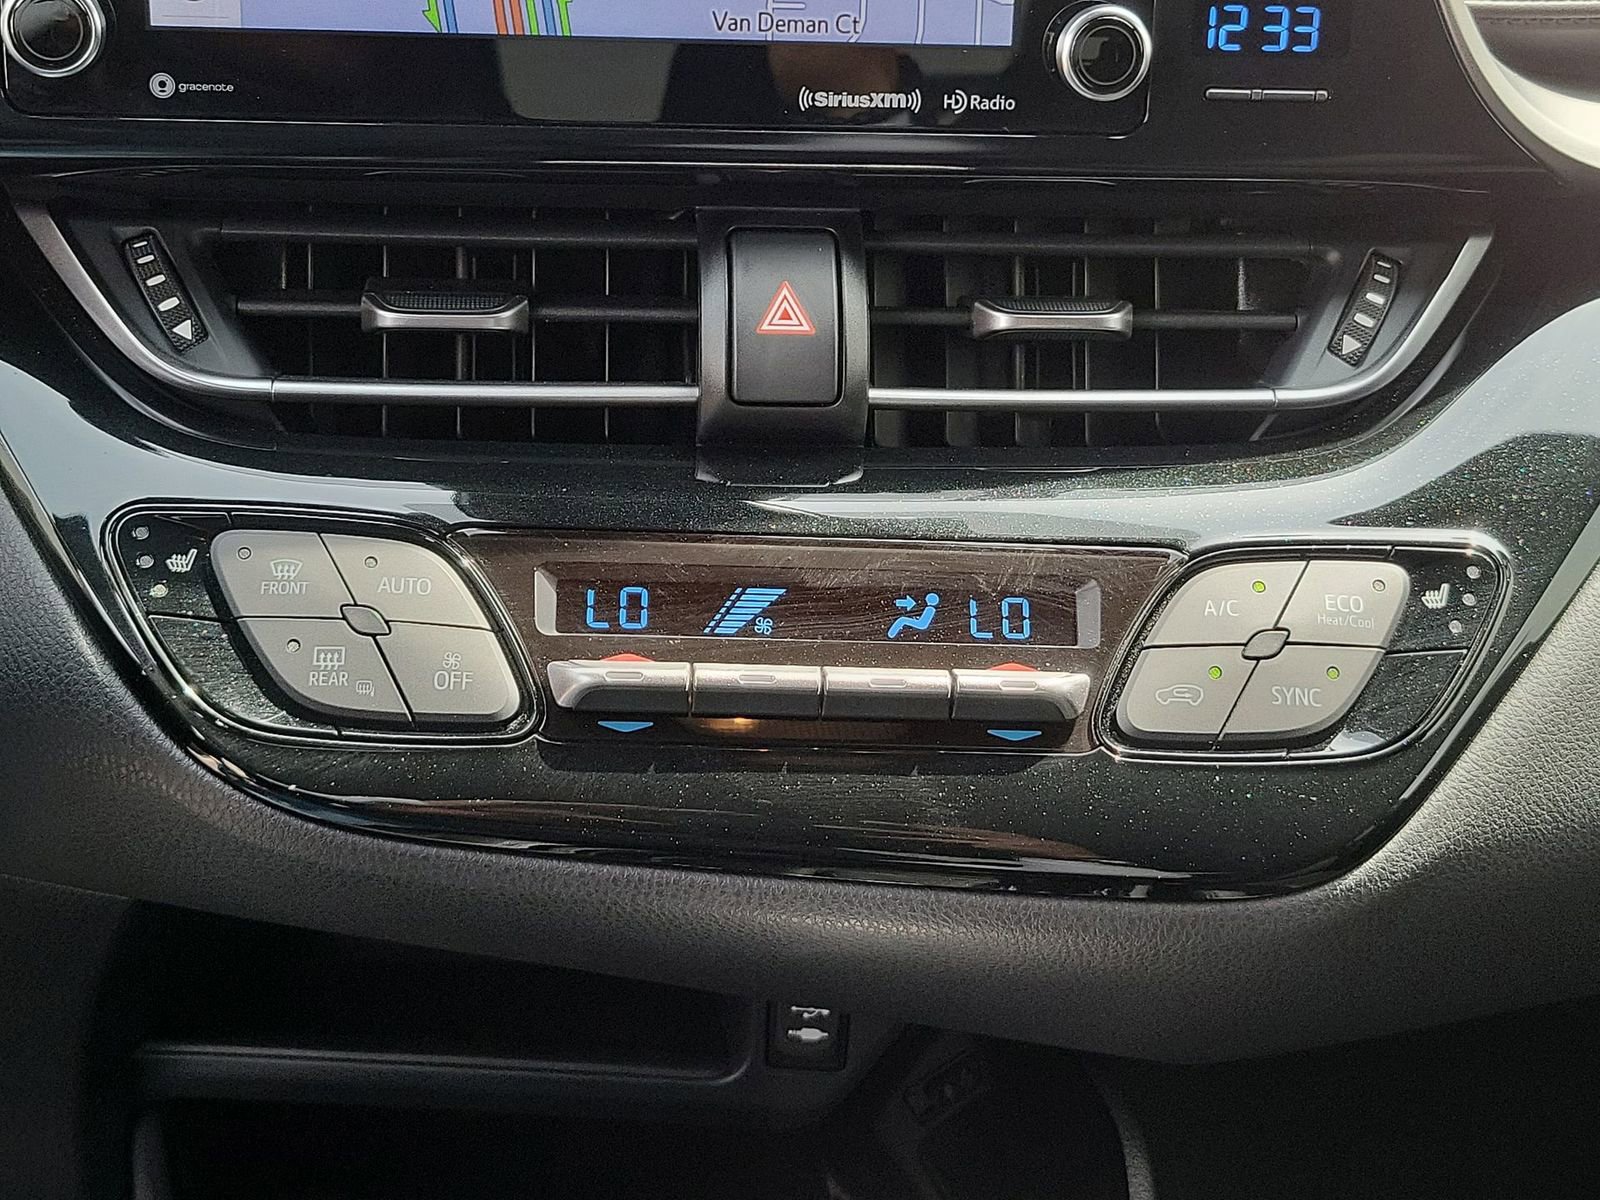 Van Deman Ct
12 33
gracenote
((SiriusXM))
HD Radio
FRONT
AUTO
REAR
OFF
LO
LO
A/C
ECO
Heat/Cool
SYNC